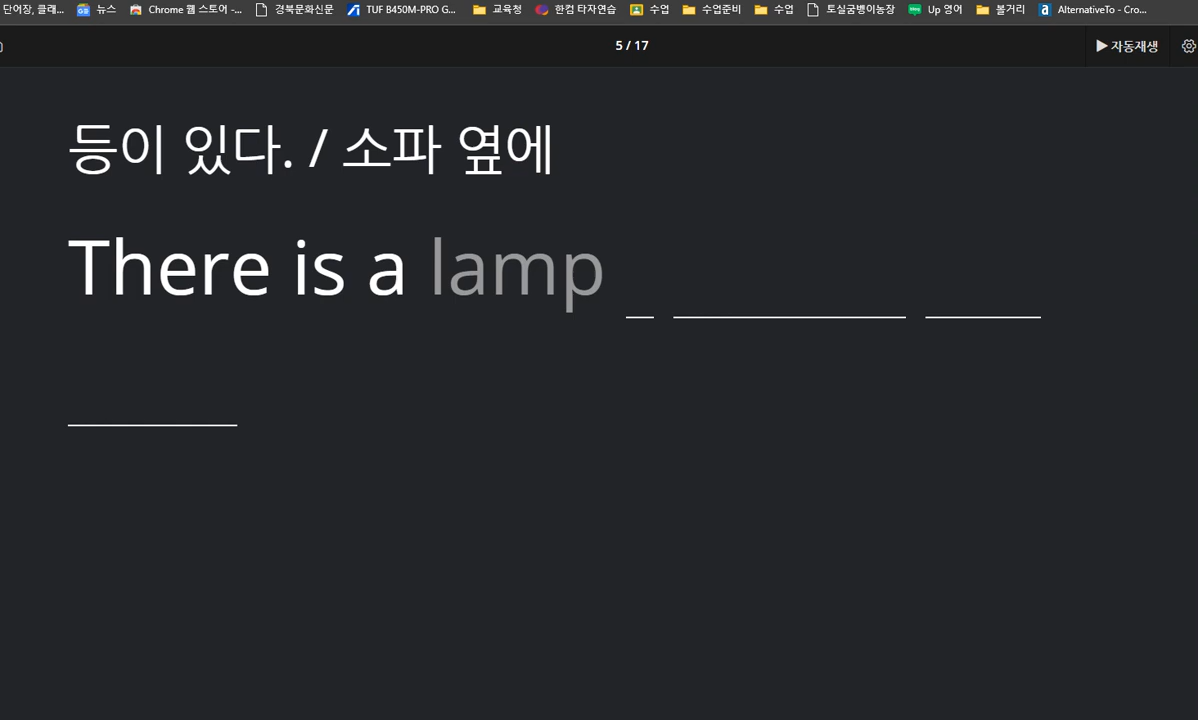 단어장, 클래... 뉴스 Chrome 웹 스토어 -... 경북문화신문 TUF B450M-PRO G... 교육청 한컴 타자연습 수업 수업준비 수업 토실굼벵이농장 Up 영어 볼거리 AlternativeTo - Cro...
5 / 17 ▶ 자동재생
등이 있다. / 소파 옆에
There is a lamp